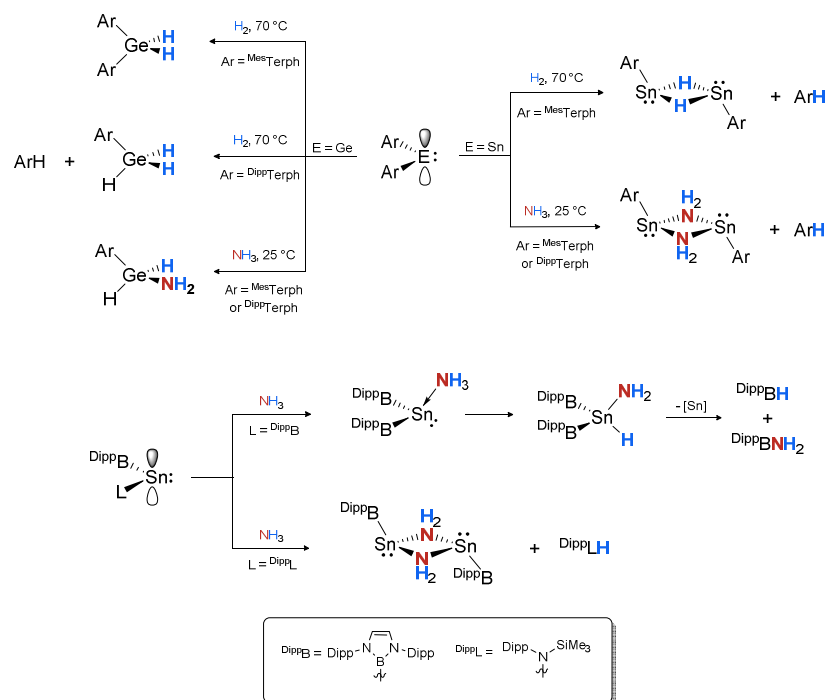 Ar
Ge H
H
Ar
H₂, 70 °C
Ar = ᴹᵉˢTerph
ArH + Ar
Ge H
H
H
H₂, 70 °C
Ar = ᴰⁱᵖᵖTerph
Ar
Ge H
NH₂
H
NH₃, 25 °C
Ar = ᴹᵉˢTerph
or ᴰⁱᵖᵖTerph
E = Ge
Ar
E:
Ar
E = Sn
H₂, 70 °C
Ar = ᴹᵉˢTerph
Ar
Sn H Sn
H
Ar
+ ArH
NH₃, 25 °C
Ar = ᴹᵉˢTerph
or ᴰⁱᵖᵖTerph
Ar
H₂
N
Sn Sn
N
H₂
Ar
+ ArH
ᴰⁱᵖᵖB
Sn:
L
NH₃
L = ᴰⁱᵖᵖB
ᴰⁱᵖᵖB NH₃
Sn
ᴰⁱᵖᵖB
ᴰⁱᵖᵖB NH₂
Sn
ᴰⁱᵖᵖB H
- [Sn]
ᴰⁱᵖᵖBH
+
ᴰⁱᵖᵖBNH₂
NH₃
L = ᴰⁱᵖᵖL
ᴰⁱᵖᵖB
H₂
N
Sn Sn
N
H₂
ᴰⁱᵖᵖB
+ ᴰⁱᵖᵖLH
ᴰⁱᵖᵖB = Dipp N B N Dipp
ᴰⁱᵖᵖL = Dipp N SiMe₃